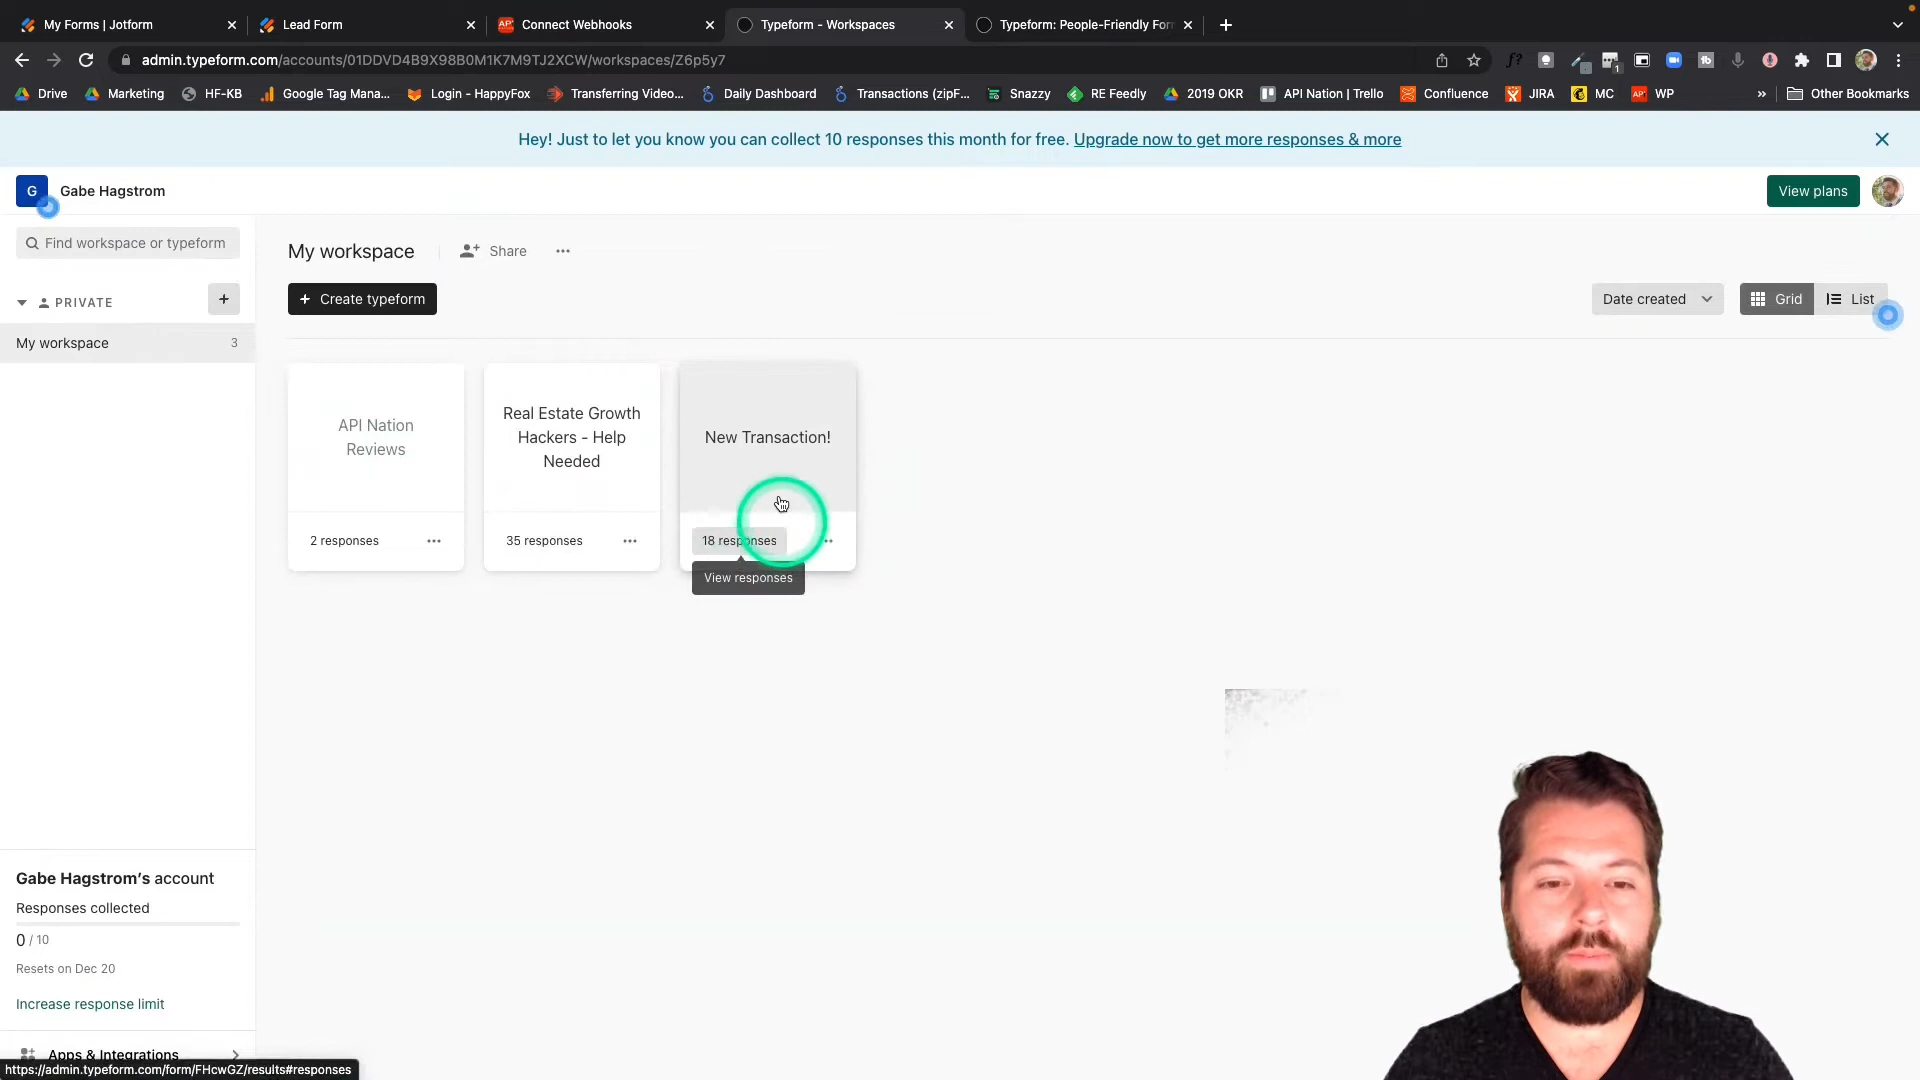 My Forms | Jotform
Lead Form
API
Connect Webhooks
Typeform - Workspaces
Typeform: People-Friendly For
admin.typeform.com/accounts/01DDVD4B9X98B0M1K7M9TJ2XCW/workspaces/Z6p5y7
Drive
Marketing
HF-KB
Google Tag Mana...
Login - HappyFox
Transferring Video...
Daily Dashboard
Transactions (zipF...
Snazzy
RE Feedly
2019 OKR
API Nation | Trello
Confluence
JIRA
MC
WP
»
Other Bookmarks
Hey! Just to let you know you can collect 10 responses this month for free. Upgrade now to get more responses & more
G
Gabe Hagstrom
View plans
Find workspace or typeform
My workspace
Share
PRIVATE
+
+ Create typeform
Date created
Grid
List
My workspace
3
API Nation
Reviews
2 responses
Real Estate Growth
Hackers - Help
Needed
35 responses
New Transaction!
18 responses
View responses
Gabe Hagstrom's account
Responses collected
0 / 10
Resets on Dec 20
Increase response limit
Apps & Integrations
https://admin.typeform.com/form/FHcwGZ/results#responses